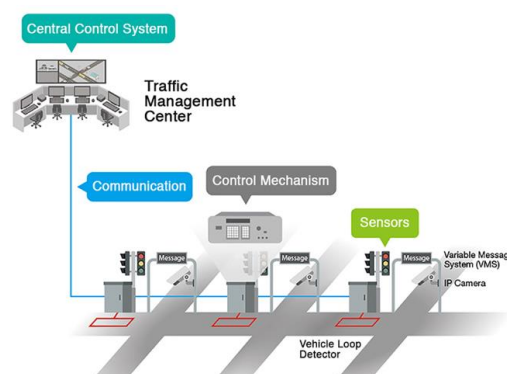 Central Control System
Traffic
Management
Center
Communication
Control Mechanism
Sensors
Message
Message
Message
Variable Message
System (VMS)
IP Camera
Vehicle Loop
Detector